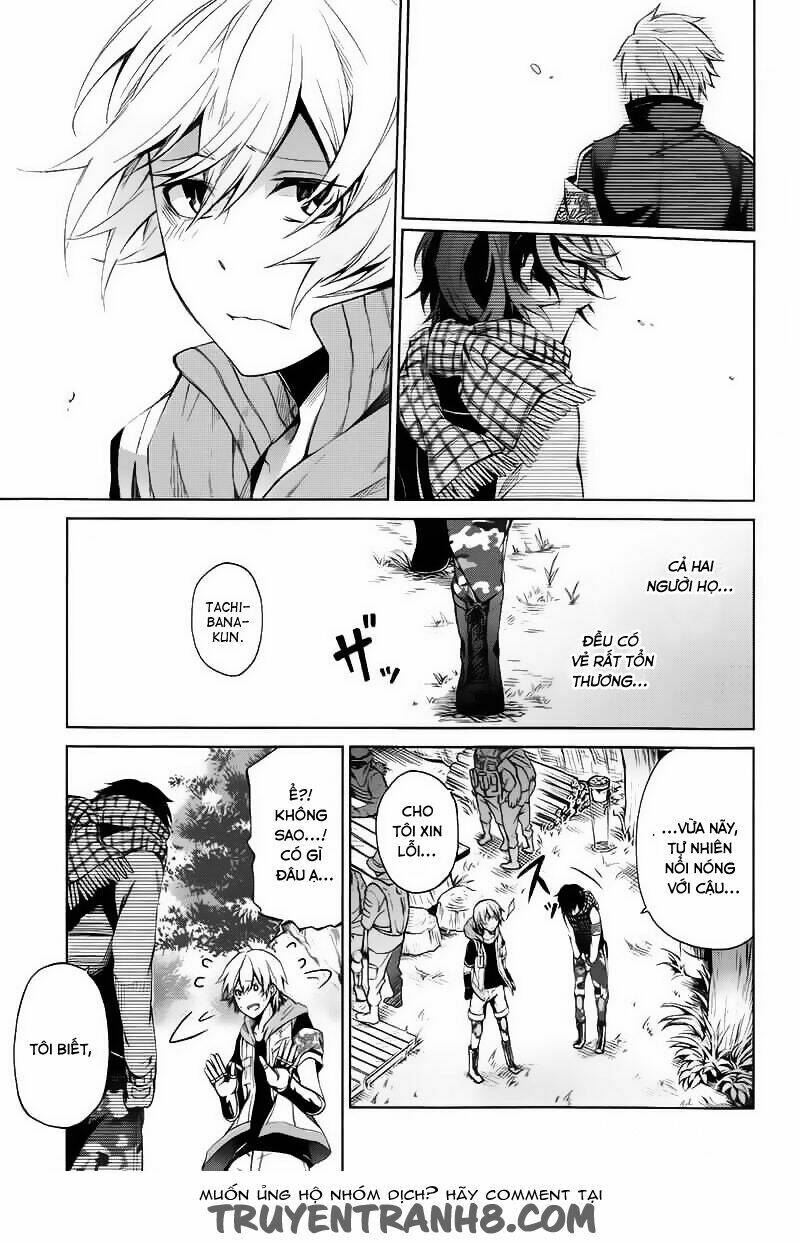 CẢ HAI
NGƯỜI HỌ...
ĐỀU CÓ
VẺ RẤT TỔN
THƯƠNG...
TACHI-
BANA-
KUN.
...VỪA NÃY,
TỰ NHIÊN
NỔI NÓNG
VỚI CẬU...
CHO
TÔI XIN
LỖI...
Ể?!
KHÔNG
SAO...!
CÓ GÌ
ĐÂU Ạ...
TÔI BIẾT,
MUỐN ỦNG HỘ NHÓM DỊCH? HÃY COMMENT TẠI
TRUYENTRANH8.COM